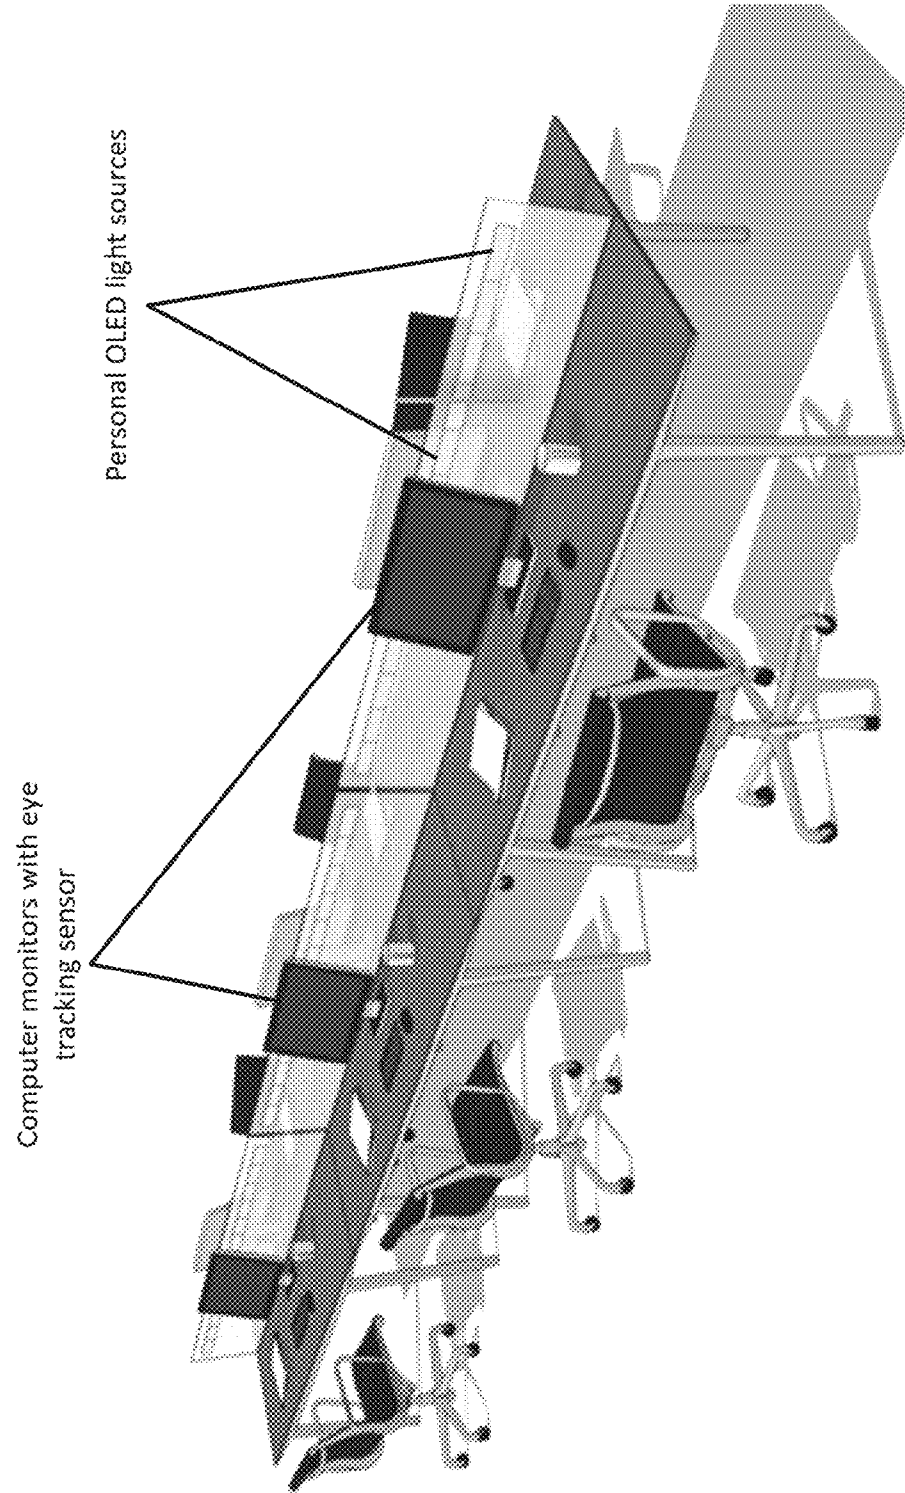 Computer monitors with eye
tracking sensor
Personal OLED light sources